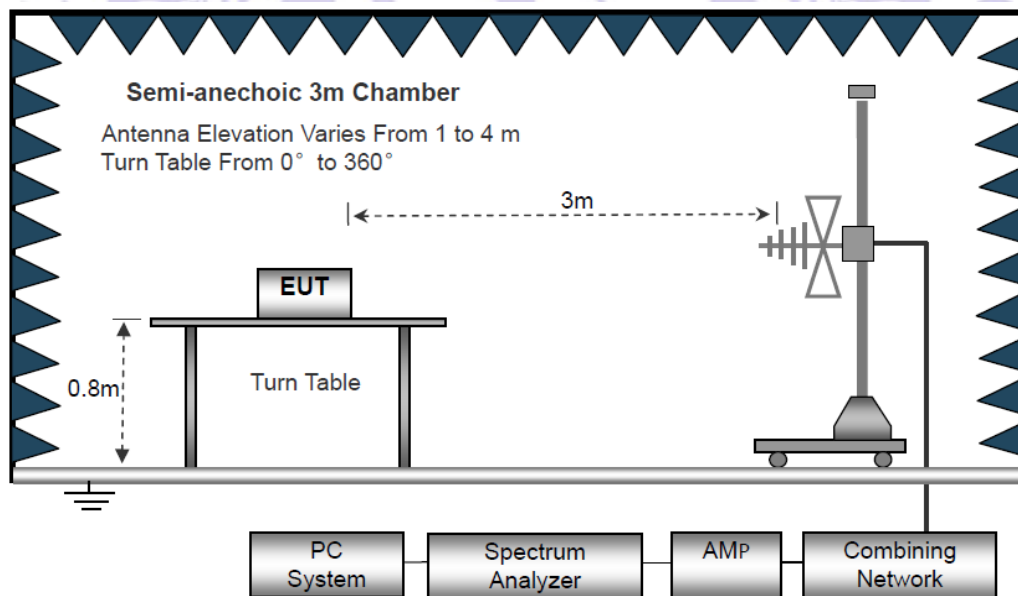 Semi-anechoic 3m Chamber
Antenna Elevation Varies From 1 to 4 m
Turn Table From 0° to 360°
3m
EUT
0.8m
Turn Table
PC
System
Spectrum
Analyzer
AMP
Combining
Network